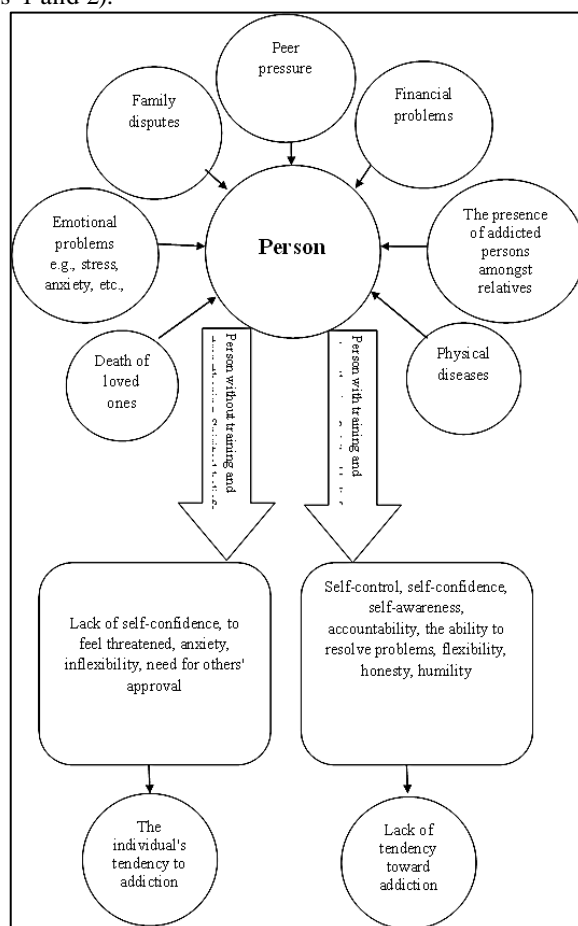 s 1 and 2).
Peer
pressure
Family
disputes
Financial
problems
Emotional
problems
e.g., stress,
anxiety, etc.,
Person
The presence
of addicted
persons
amongst
relatives
Death of
loved
ones
Physical
diseases
Person without training and
Person with training and
Lack of self-confidence, to
feel threatened, anxiety,
inflexibility, need for others'
approval
Self-control, self-confidence,
self-awareness,
accountability, the ability to
resolve problems, flexibility,
honesty, humility
The
individual's
tendency to
addiction
Lack of
tendency
toward
addiction